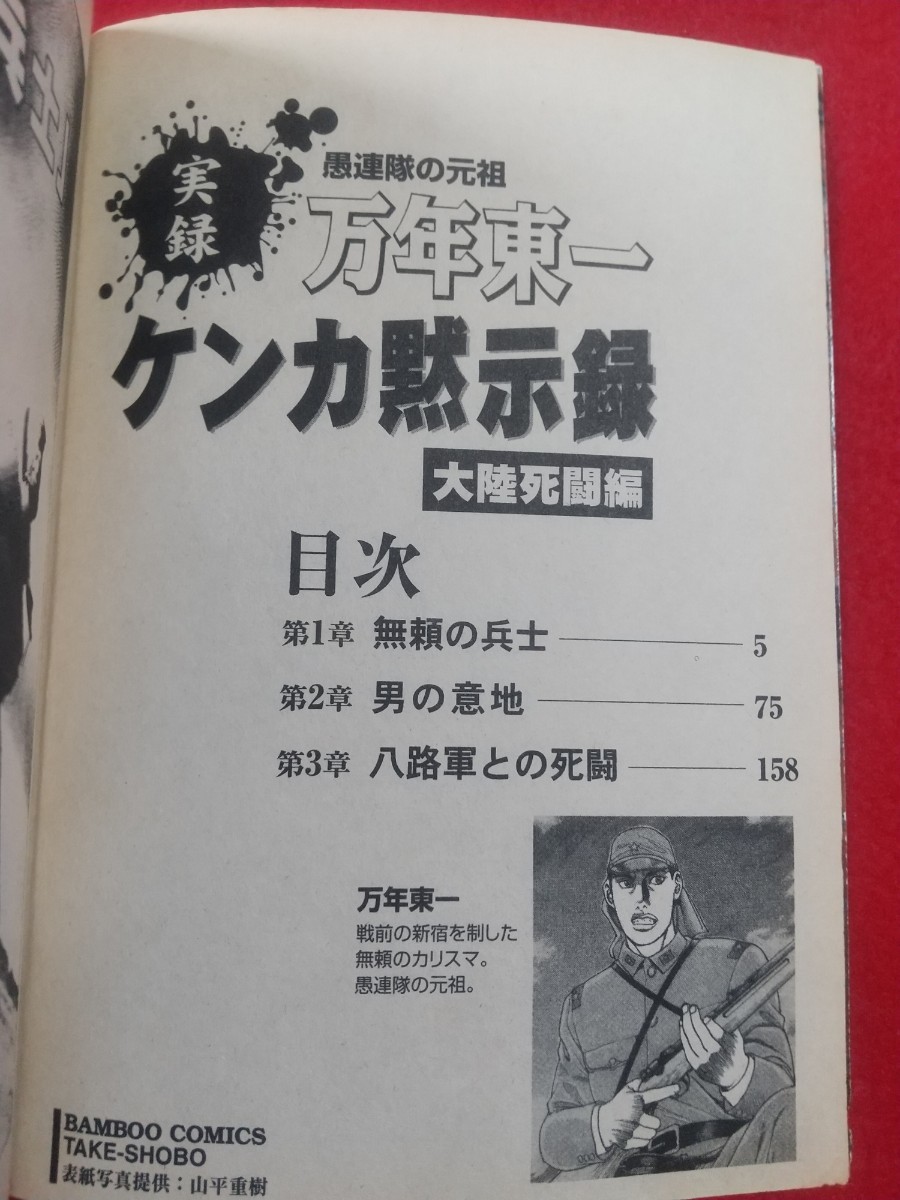 実録
愚連隊の元祖
万年東一
ケンカ黙示録
大陸死闘編
目次
第1章 無頼の兵士 5
第2章 男の意地 75
第3章 八路軍との死闘 158
万年東一
戦前の新宿を制した
無頼のカリスマ。
愚連隊の元祖。
BAMBOO COMICS
TAKE-SHOBO
表紙写真提供：山平重樹